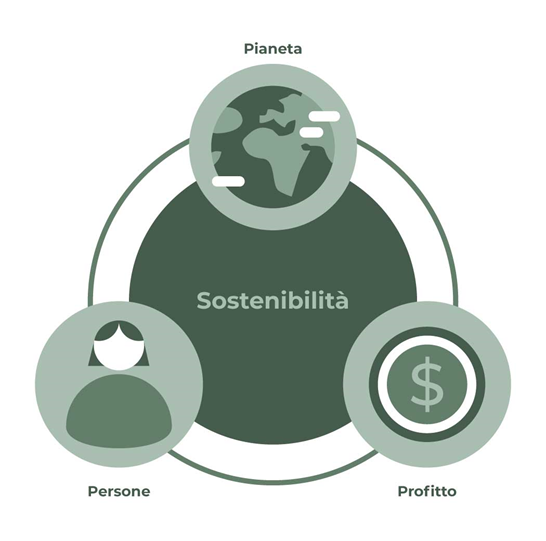 Pianeta
Sostenibilità
$
Persone
Profitto